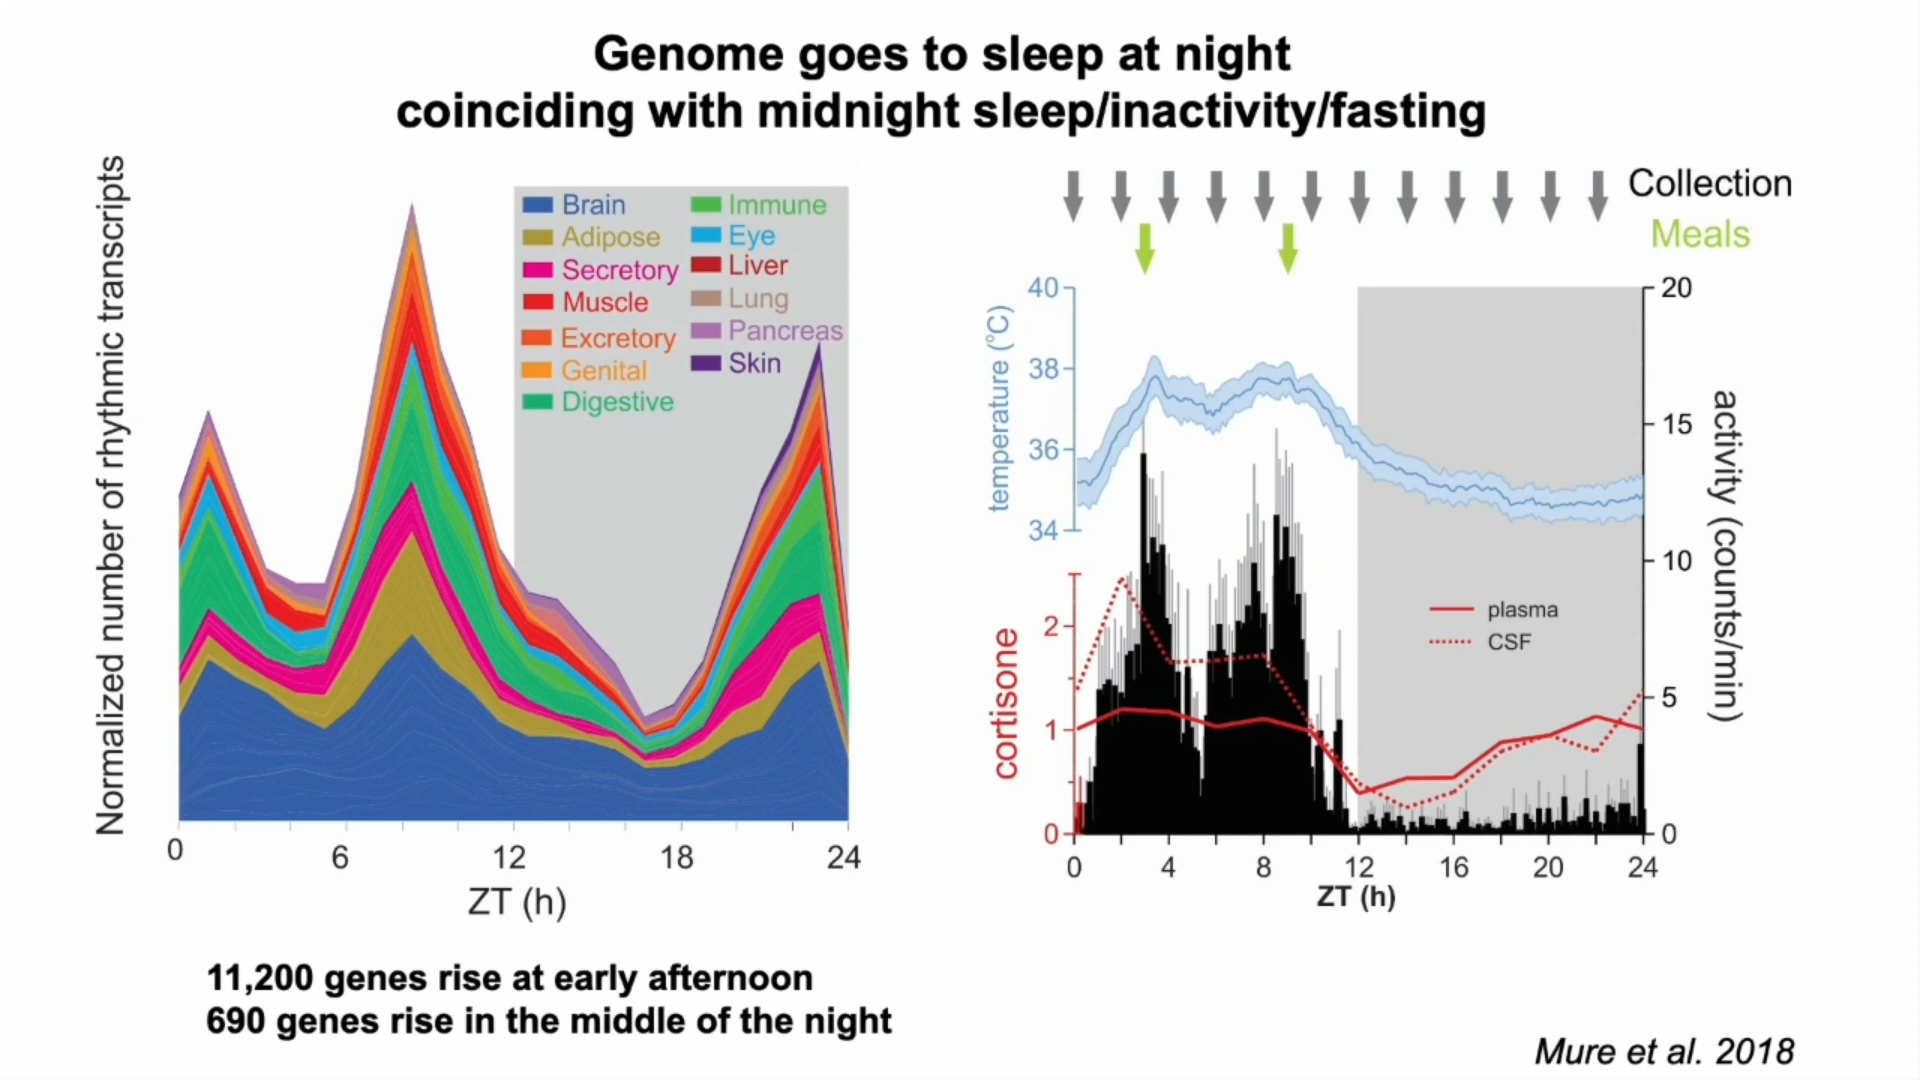 Genome goes to sleep at night
coinciding with midnight sleep/inactivity/fasting
Normalized number of rhythmic transcripts
Brain
Adipose
Secretory
Muscle
Excretory
Genital
Digestive
Immune
Eye
Liver
Lung
Pancreas
Skin
0 6 12 18 24
ZT (h)
Collection
Meals
temperature (°C)
40
38
36
34
cortisone
2
1
0
plasma
CSF
20
15
10
5
0
activity (counts/min)
0 4 8 12 16 20 24
ZT (h)
11,200 genes rise at early afternoon
690 genes rise in the middle of the night
Mure et al. 2018